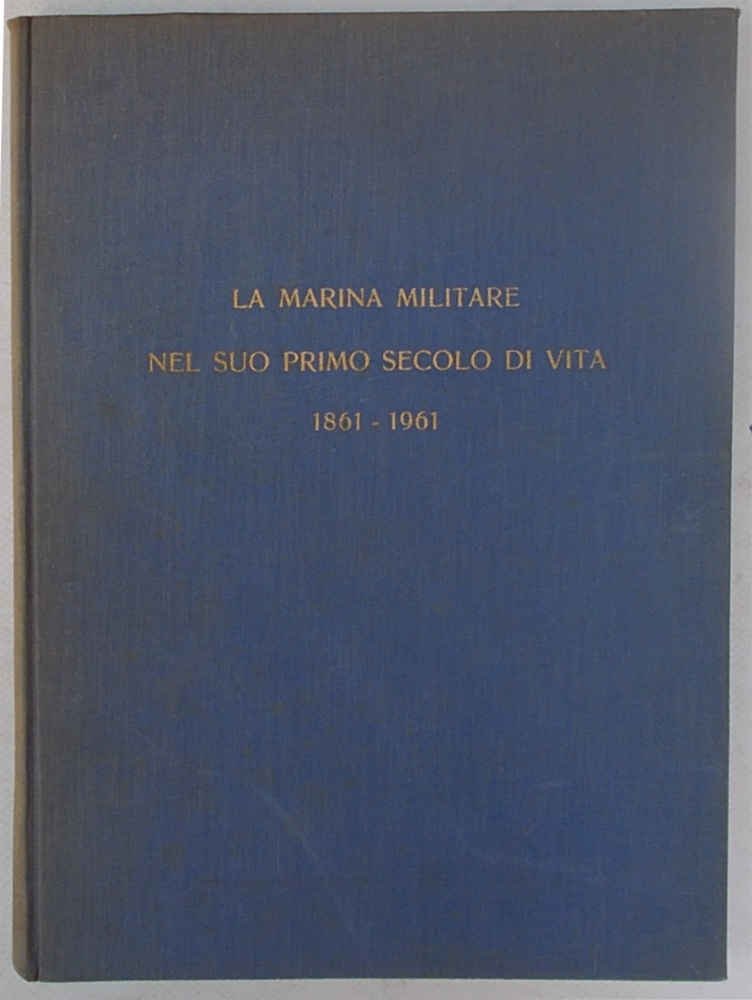 LA MARINA MILITARE
NEL SUO PRIMO SECOLO DI VITA
1861 - 1961